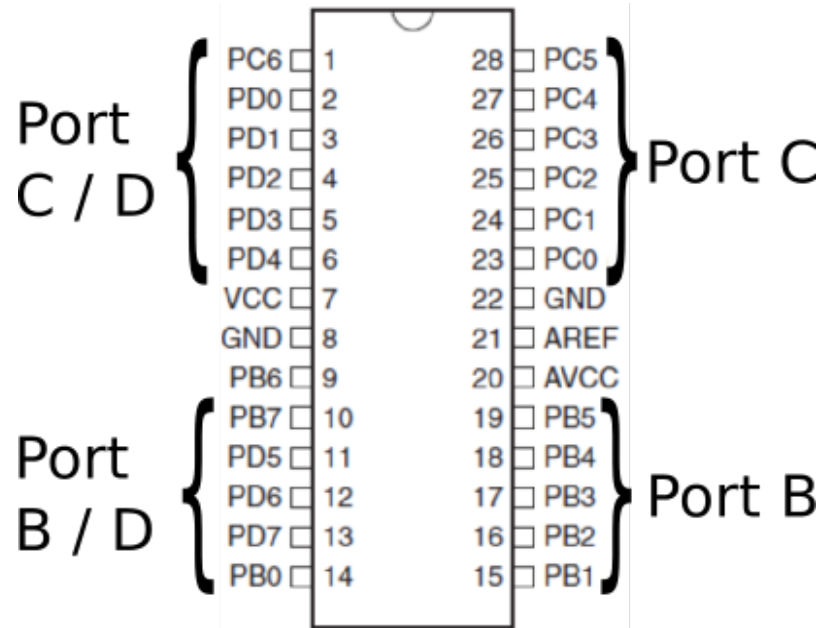 PC6 1 28 PC5
PD0 2 27 PC4
PD1 3 26 PC3
PD2 4 25 PC2
PD3 5 24 PC1
PD4 6 23 PC0
VCC 7 22 GND
GND 8 21 AREF
PB6 9 20 AVCC
PB7 10 19 PB5
PD5 11 18 PB4
PD6 12 17 PB3
PD7 13 16 PB2
PB0 14 15 PB1
Port
C / D
Port C
Port
B / D
Port B